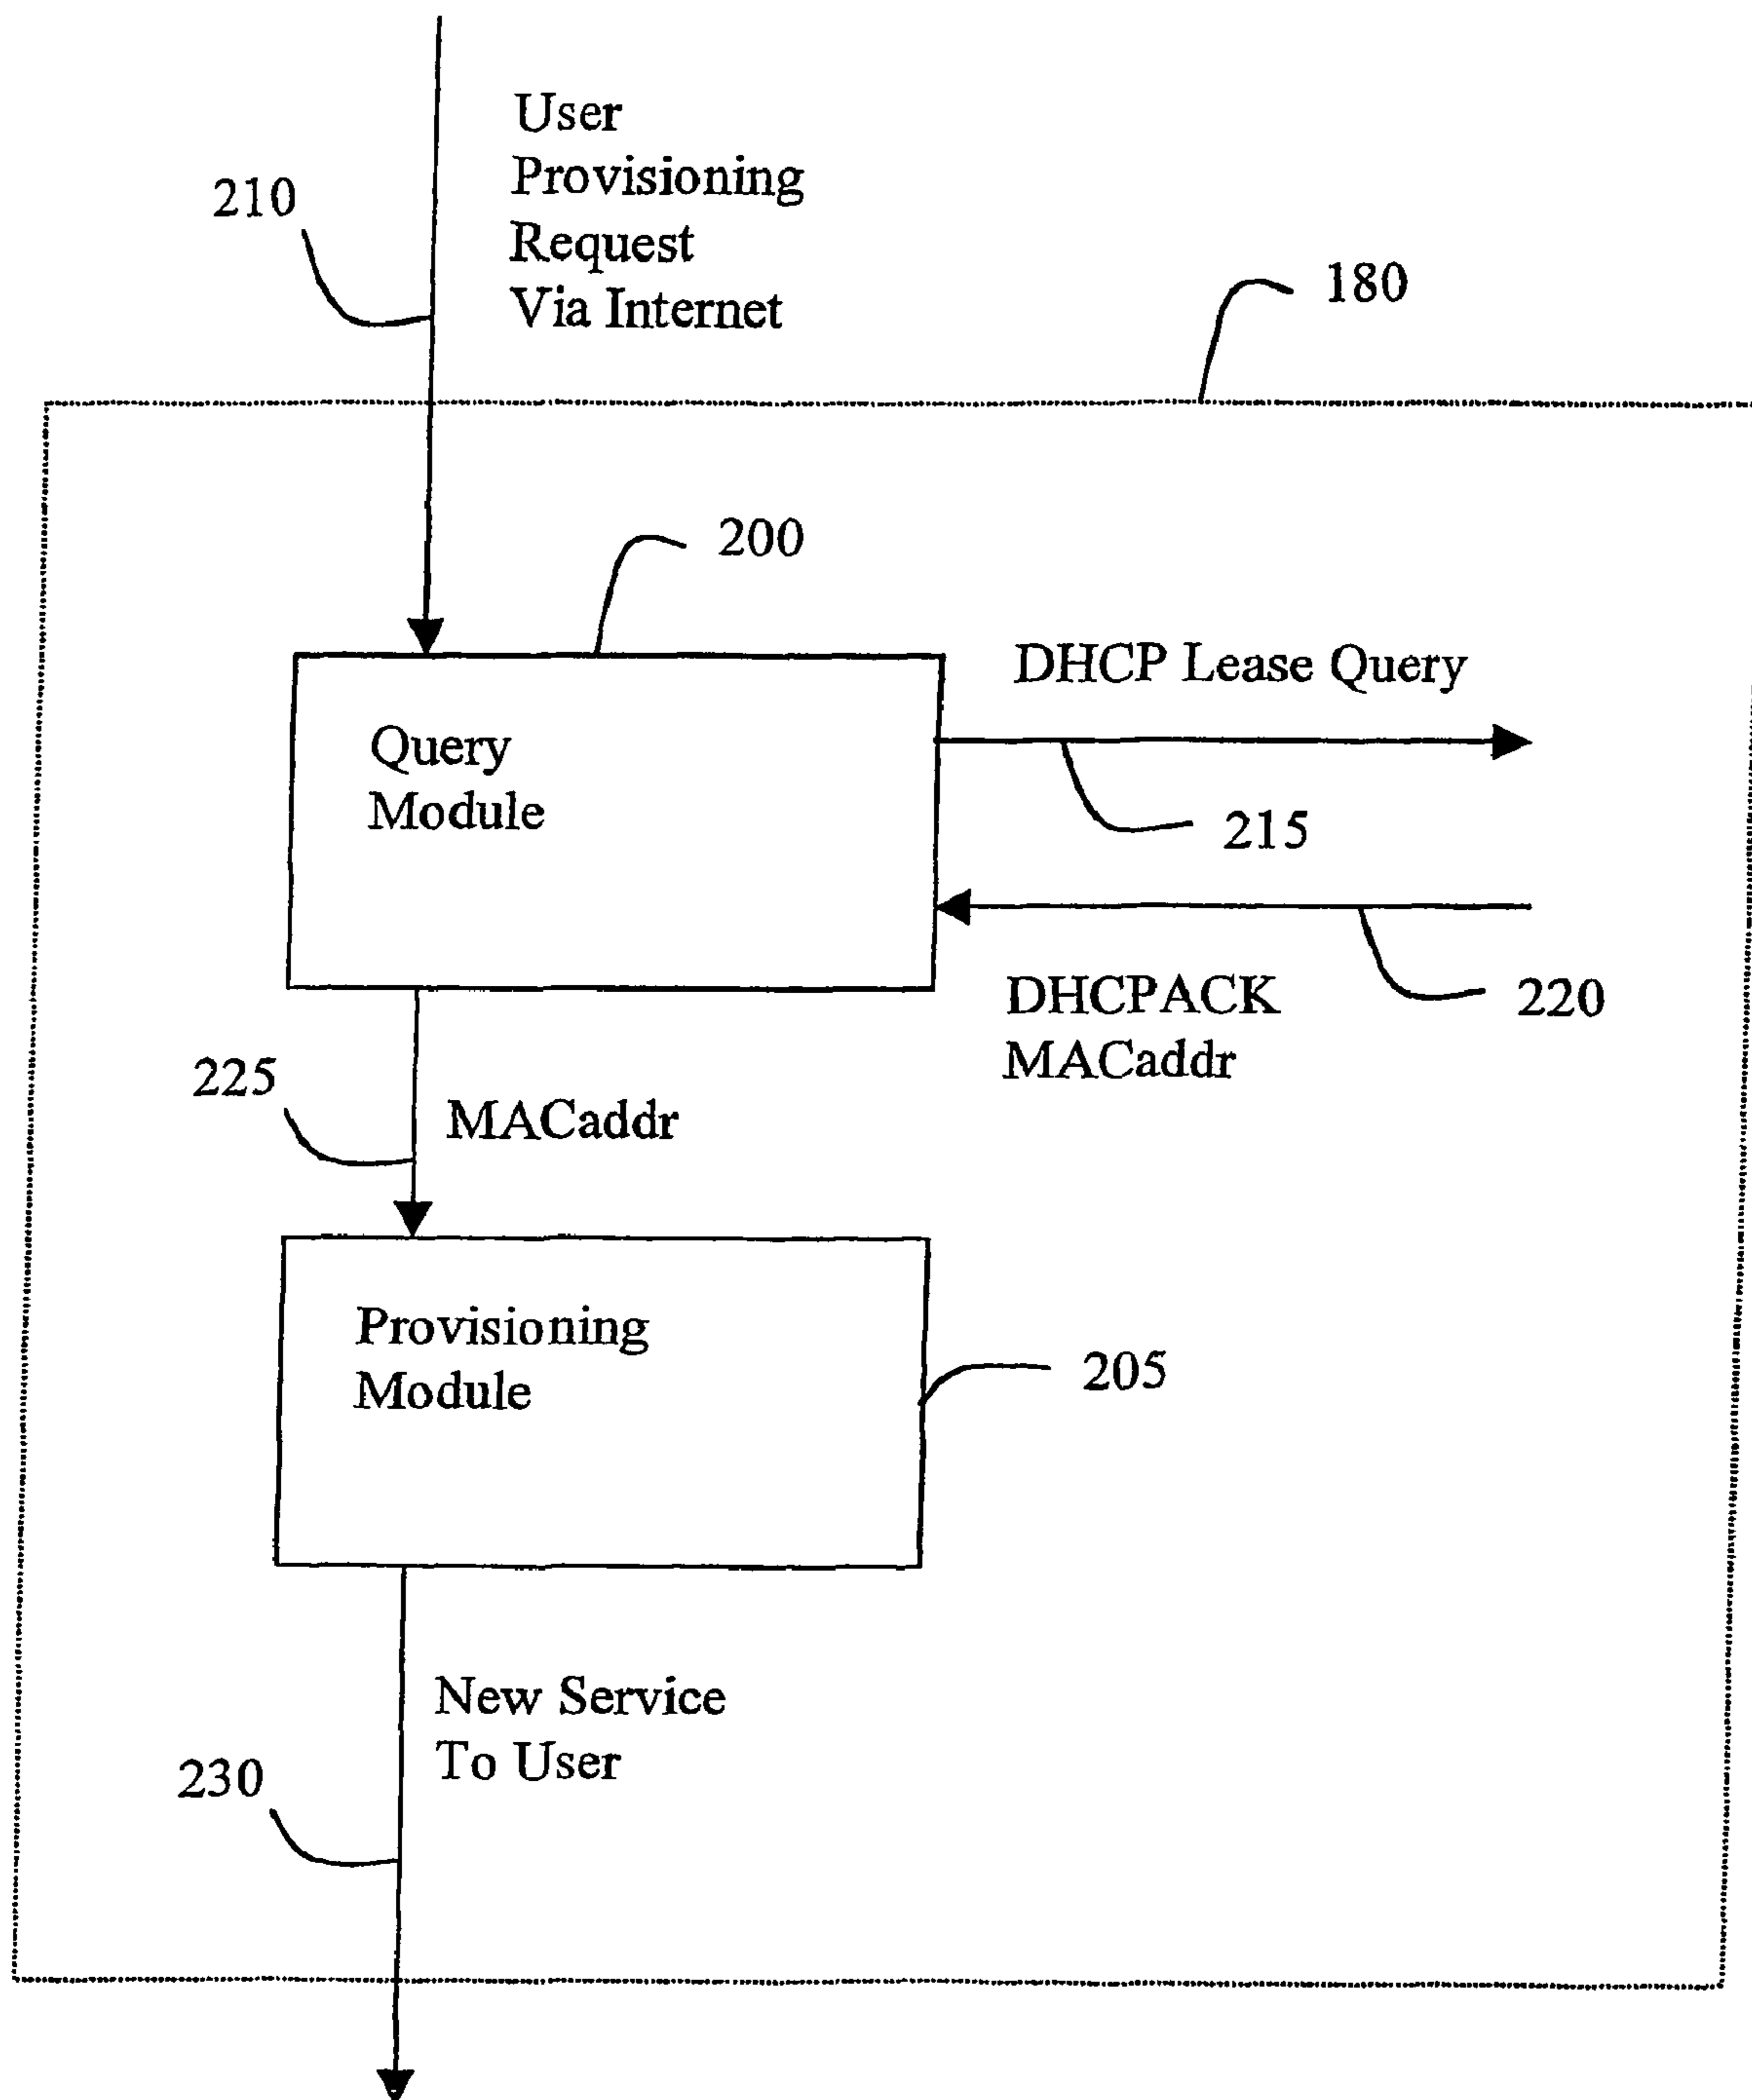 User
Provisioning
Request
Via Internet
210
180
200
DHCP Lease Query
Query
Module
215
DHCPACK
MACaddr
220
225
MACaddr
Provisioning
Module
205
New Service
To User
230